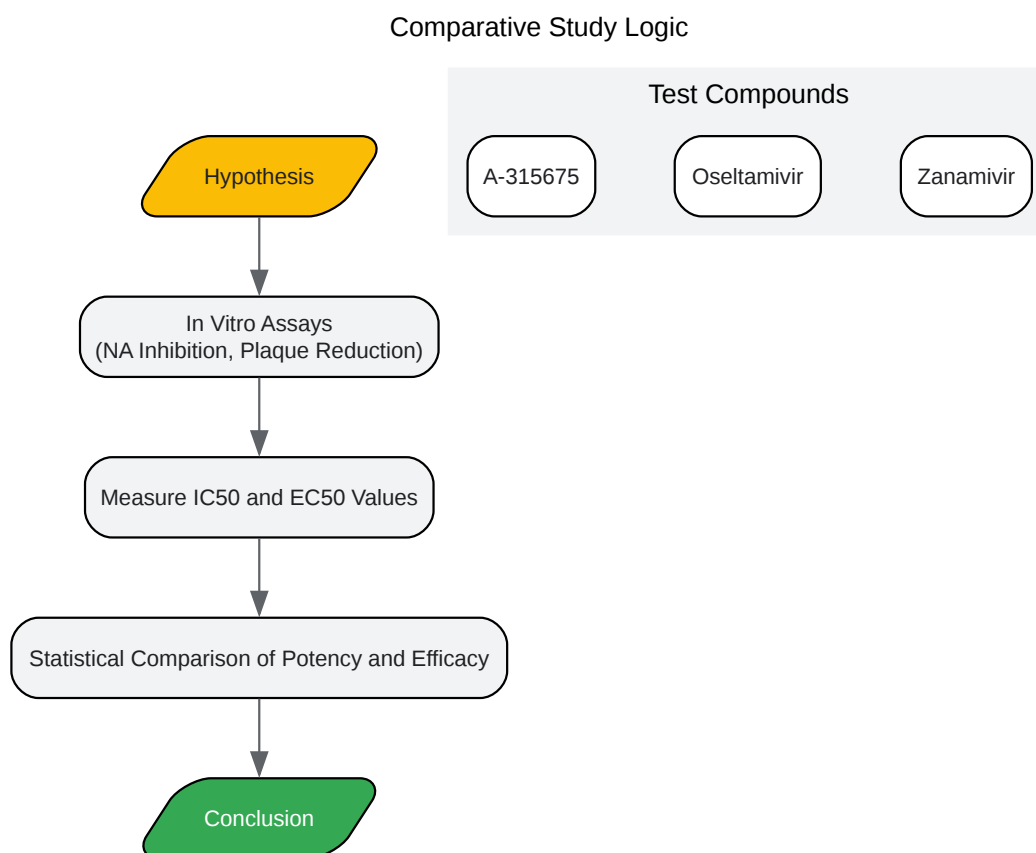 Comparative Study Logic
Test Compounds
Hypothesis
A-315675
Oseltamivir
Zanamivir
In Vitro Assays
(NA Inhibition, Plaque Reduction)
Measure IC50 and EC50 Values
Statistical Comparison of Potency and Efficacy
Conclusion